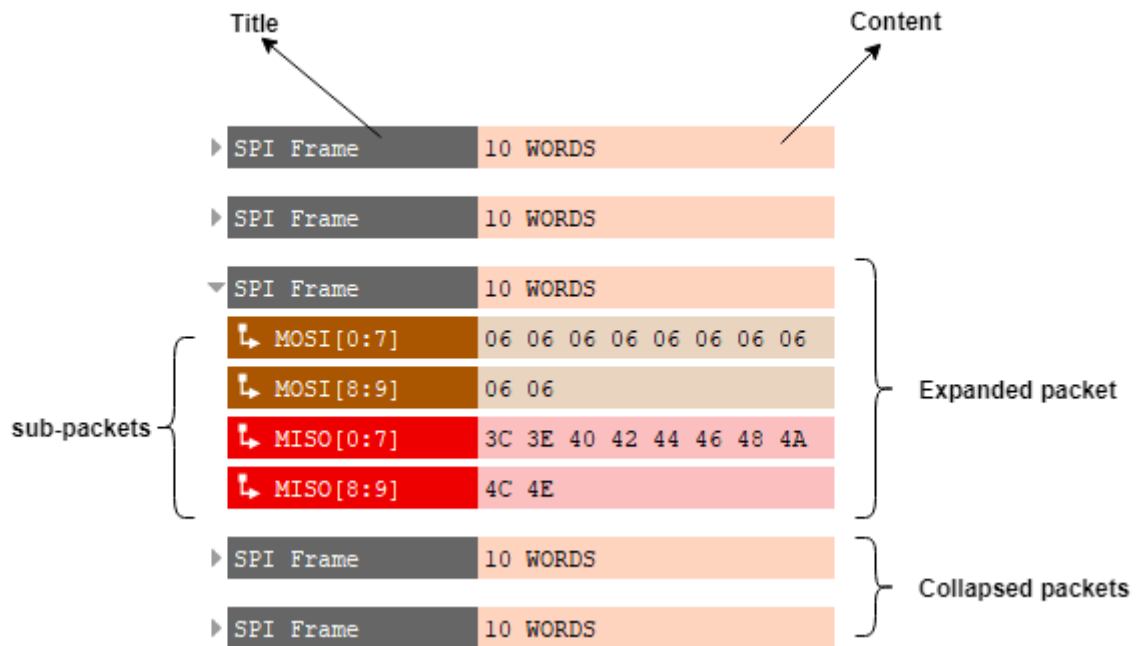 Title
Content
SPI Frame 10 WORDS
SPI Frame 10 WORDS
SPI Frame 10 WORDS
MOSI[0:7] 06 06 06 06 06 06 06 06
MOSI[8:9] 06 06
sub-packets
Expanded packet
MISO[0:7] 3C 3E 40 42 44 46 48 4A
MISO[8:9] 4C 4E
SPI Frame 10 WORDS
Collapsed packets
SPI Frame 10 WORDS